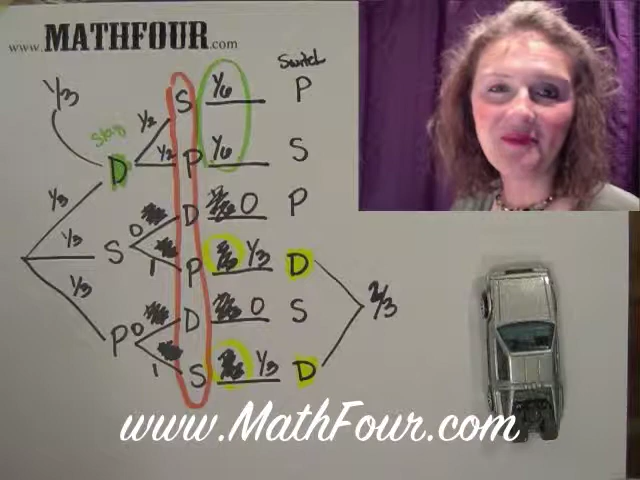 www.MATHFOUR.com
Switch
1/3
S 1/6 P
Stay
1/2
D 1/2 P 1/6 S
1/3
0 D 0 P
1/3 S
1 P 1/3 D
1/3
2/3
P 0 D 0 S
1 S 1/3 D
www.MathFour.com